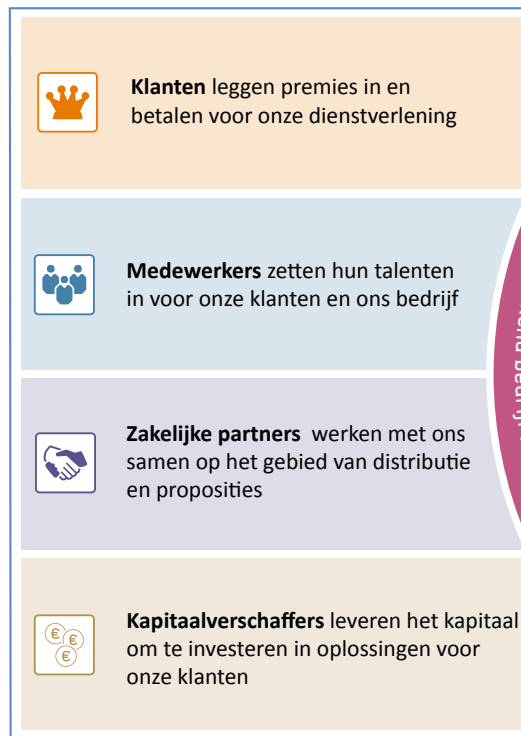 Klanten leggen premies in en
betalen voor onze dienstverlening
Medewerkers zetten hun talenten
in voor onze klanten en ons bedrijf
Zakelijke partners  werken met ons
samen op het gebied van distributie
en proposities
Kapitaalverschaffers leveren het kapitaal
om te investeren in oplossingen voor
onze klanten
€
€
€